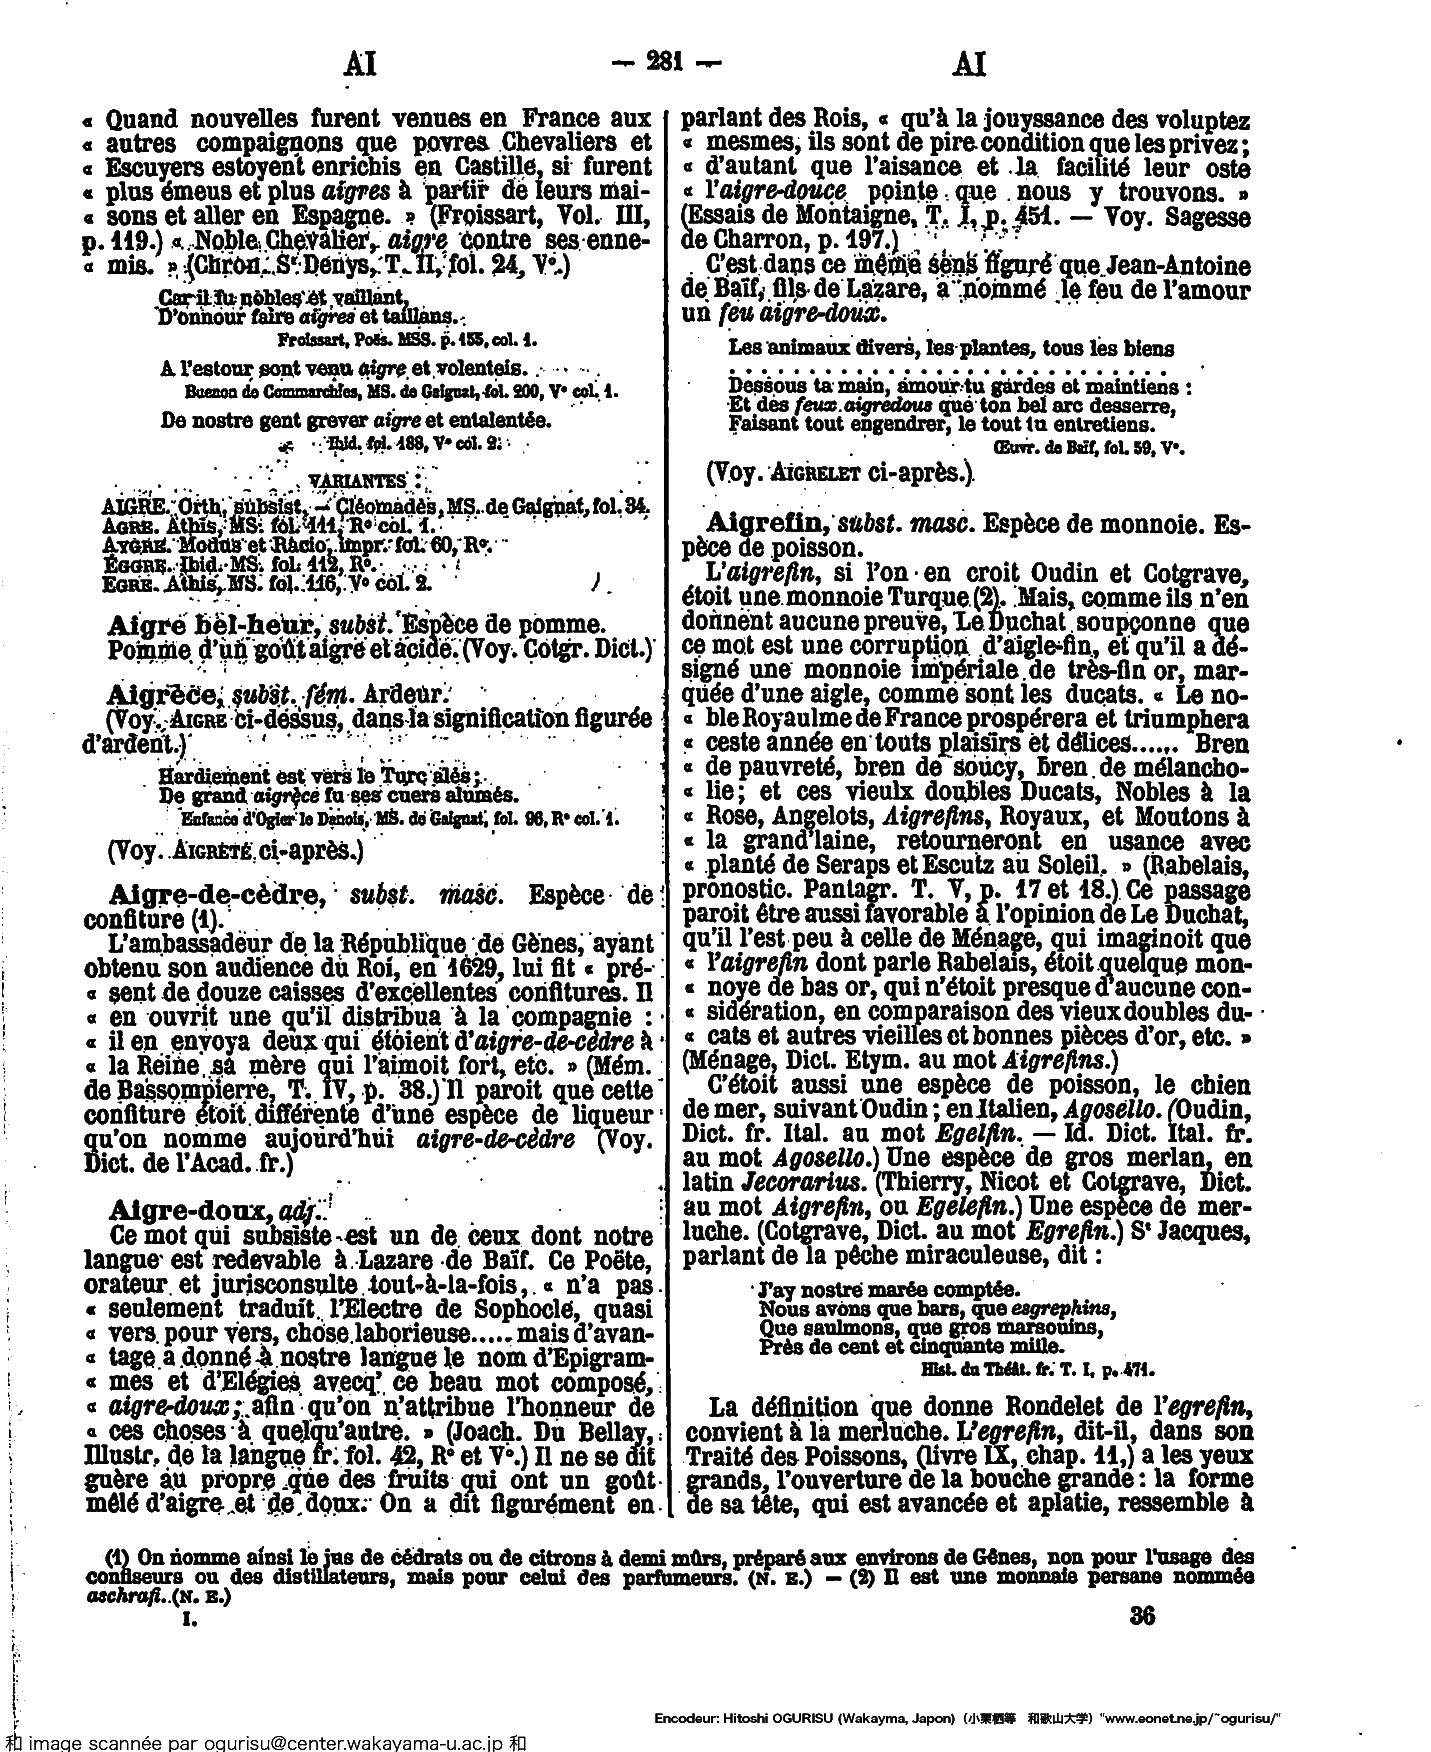 AI — 281 — AI
« Quand nouvelles furent venues en France aux
« autres compaignons que povres Chevaliers et
« Escuyers estoyent enrichis en Castille, si furent
« plus émeus et plus aigres à partir de leurs mai-
« sons et aller en Espagne. » (Froissart, Vol. III,
p. 119.) « Noble Chevalier, aigre contre ses enne-
« mis. » (Chron. St Denys, T. II, fol. 24, Vo.)
Car il fu nobles et vaillant,
D'onnour faire aigres et taillans.
Froissart, Poës. MSS. p. 155, col. 1.
A l'estour sont venu aigre et volenteis.
Buenon de Commarchies, MS. de Gaignat, fol. 200, Vo col. 1.
De nostre gent grever aigre et entalentée.
Ibid. fol. 188, Vo col. 2.
VARIANTES :
AIGRE. Orth. subsist. — Cléomadès, MS. de Gaignat, fol. 34.
AGRE. Athis, MS. fol. 111, Ro col. 1.
AYGRE. Modus et Racio, impr. fol. 60, Ro.
ÉGGRE. Ibid. MS. fol. 112, Ro.
EGRE. Athis, MS. fol. 116, Vo col. 2.
Aigre bel-heur, subst. Espèce de pomme.
Pomme d'un goût aigre et acide. (Voy. Cotgr. Dict.)
Aigrèce, subst. fém. Ardeur.
(Voy. AIGRE ci-dessus, dans la signification figurée
d'ardent.)
Hardiement est vers le Turc alés ;
De grand aigrèce fu ses cuers alumés.
Enfance d'Ogier le Danois, MS. de Gaignat, fol. 96, Ro col. 1.
(Voy. AIGRETÉ ci-après.)
Aigre-de-cèdre, subst. masc. Espèce de
confiture (1).
L'ambassadeur de la République de Gènes, ayant
obtenu son audience du Roi, en 1629, lui fit « pré-
« sent de douze caisses d'excellentes confitures. Il
« en ouvrit une qu'il distribua à la compagnie :
« il en envoya deux qui étoient d'aigre-de-cèdre à
« la Reine sa mère qui l'aimoit fort, etc. » (Mém.
de Bassompierre, T. IV, p. 38.) Il paroit que cette
confiture étoit différente d'une espèce de liqueur
qu'on nomme aujourd'hui aigre-de-cèdre (Voy.
Dict. de l'Acad. fr.)
Aigre-doux, adj.
Ce mot qui subsiste est un de ceux dont notre
langue est redevable à Lazare de Baïf. Ce Poëte,
orateur et jurisconsulte tout-à-la-fois, « n'a pas
« seulement traduit l'Electre de Sophocle, quasi
« vers pour vers, chose laborieuse..... mais d'avan-
« tage a donné à nostre langue le nom d'Epigram-
« mes et d'Elégies avecq' ce beau mot composé,
« aigre-doux ; afin qu'on n'attribue l'honneur de
« ces choses à quelqu'autre. » (Joach. Du Bellay,
Illustr. de la langue fr. fol. 42, Ro et Vo.) Il ne se dit
guère au propre que des fruits qui ont un goût
mêlé d'aigre et de doux. On a dit figurément en
parlant des Rois, « qu'à la jouyssance des voluptez
« mesmes, ils sont de pire condition que les privez ;
« d'autant que l'aisance et la facilité leur oste
« l'aigre-douce pointe que nous y trouvons. »
(Essais de Montaigne, T. I, p. 451. — Voy. Sagesse
de Charron, p. 197.)
C'est dans ce même sens figuré que Jean-Antoine
de Baïf, fils de Lazare, a nommé le feu de l'amour
un feu aigre-doux.
Les animaux divers, les plantes, tous les biens
. . . . . . . . . . . . . . . . . . . . . . . . . . .
Dessous ta main, amour tu gardes et maintiens :
Et des feux aigredous que ton bel arc desserre,
Faisant tout engendrer, le tout tu entretiens.
Œuvr. de Baïf, fol. 59, Vo.
(Voy. AIGRELET ci-après.)
Aigrefin, subst. masc. Espèce de monnoie. Es-
pèce de poisson.
L'aigrefin, si l'on en croit Oudin et Cotgrave,
étoit une monnoie Turque (2). Mais, comme ils n'en
donnent aucune preuve, Le Duchat soupçonne que
ce mot est une corruption d'aigle-fin, et qu'il a dé-
signé une monnoie impériale de très-fin or, mar-
quée d'une aigle, comme sont les ducats. « Le no-
« ble Royaulme de France prospérera et triumphera
« ceste année en touts plaisirs et délices...... Bren
« de pauvreté, bren de soucy, bren de mélancho-
« lie ; et ces vieulx doubles Ducats, Nobles à la
« Rose, Angelots, Aigrefins, Royaux, et Moutons à
« la grand'laine, retourneront en usance avec
« planté de Seraps et Escutz au Soleil. » (Rabelais,
pronostic. Pantagr. T. V, p. 17 et 18.) Ce passage
paroit être aussi favorable à l'opinion de Le Duchat,
qu'il l'est peu à celle de Ménage, qui imaginoit que
« l'aigrefin dont parle Rabelais, étoit quelque mon-
« noye de bas or, qui n'étoit presque d'aucune con-
« sidération, en comparaison des vieux doubles du-
« cats et autres vieilles et bonnes pièces d'or, etc. »
(Ménage, Dict. Etym. au mot Aigrefins.)
C'étoit aussi une espèce de poisson, le chien
de mer, suivant Oudin ; en Italien, Agosello. (Oudin,
Dict. fr. Ital. au mot Egelfin. — Id. Dict. Ital. fr.
au mot Agosello.) Une espèce de gros merlan, en
latin Jecorarius. (Thierry, Nicot et Cotgrave, Dict.
au mot Aigrefin, ou Egelefin.) Une espèce de mer-
luche. (Cotgrave, Dict. au mot Egrefin.) St Jacques,
parlant de la pêche miraculeuse, dit :
J'ay nostre marée comptée.
Nous avons que bars, que esgrephins,
Que saulmons, que gros marsouins,
Près de cent et cinquante mille.
Hist. du Théât. fr. T. I, p. 471.
La définition que donne Rondelet de l'egrefin,
convient à la merluche. L'egrefin, dit-il, dans son
Traité des Poissons, (livre IX, chap. 11,) a les yeux
grands, l'ouverture de la bouche grande : la forme
de sa tête, qui est avancée et aplatie, ressemble à
(1) On nomme ainsi le jus de cédrats ou de citrons à demi mûrs, préparé aux environs de Gênes, non pour l'usage des
confiseurs ou des distillateurs, mais pour celui des parfumeurs. (N. E.) — (2) Il est une monnaie persane nommée
aschrafi. (N. E.)
I. 36
Encodeur: Hitoshi OGURISU (Wakayma, Japon) (小栗栖等 和歌山大学) "www.eonet.ne.jp/~ogurisu/"
和 image scannée par ogurisu@center.wakayama-u.ac.jp 和